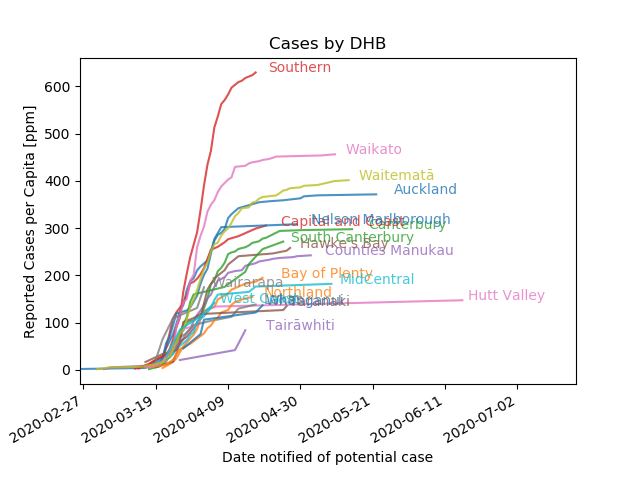 Cases by DHB
Reported Cases per Capita [ppm]
600
500
400
300
200
100
0
Southern
Waikato
Waitematā
Auckland
Nelson Marlborough
Capital and Coast
Canterbury
South Canterbury
Hawke's Bay
Counties Manukau
Bay of Plenty
MidCentral
Wairarapa
Northland
Hutt Valley
West Coast
Whanganui
Taranaki
Tairāwhiti
2020-02-27
2020-03-19
2020-04-09
2020-04-30
2020-05-21
2020-06-11
2020-07-02
Date notified of potential case